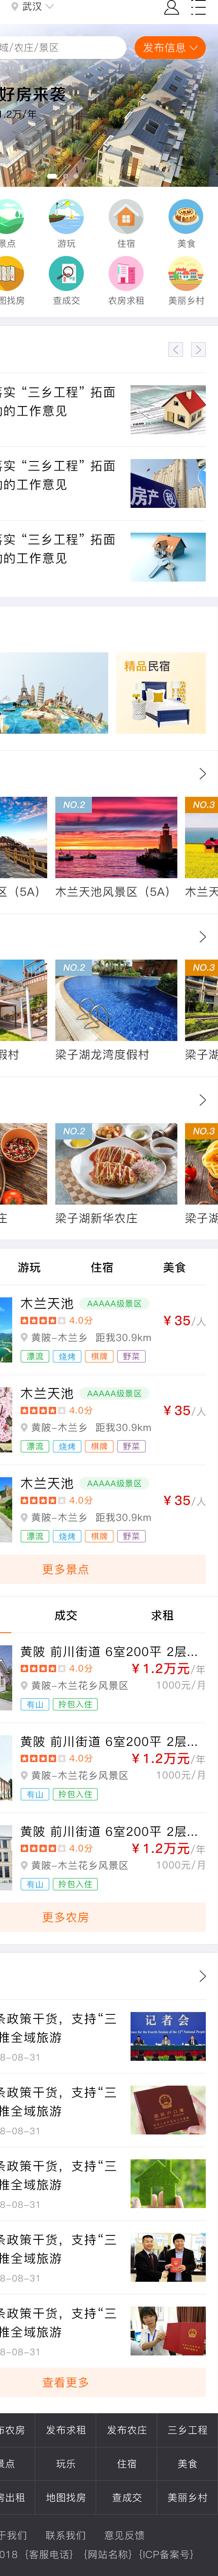 武汉
域/农庄/景区
发布信息
好房来袭
1.2万/年
景点 游玩 住宿 美食
图找房 查成交 农房求租 美丽乡村
实“三乡工程”拓面
的工作意见
实“三乡工程”拓面
的工作意见
房产 税
实“三乡工程”拓面
的工作意见
精品民宿
NO.2 NO.3
区（5A） 木兰天池风景区（5A） 木兰天
NO.2 NO.3
假村 梁子湖龙湾度假村 梁子湖
NO.2 NO.3
庄 梁子湖新华农庄 梁子湖
游玩 住宿 美食
木兰天池 AAAAA级景区
4.0分 ￥35/人
黄陂-木兰乡 距我30.9km
漂流 烧烤 棋牌 野菜
木兰天池 AAAAA级景区
4.0分 ￥35/人
黄陂-木兰乡 距我30.9km
漂流 烧烤 棋牌 野菜
木兰天池 AAAAA级景区
4.0分 ￥35/人
黄陂-木兰乡 距我30.9km
漂流 烧烤 棋牌 野菜
更多景点
成交 求租
黄陂 前川街道 6室200平 2层...
4.0分 ￥1.2万元/年
黄陂-木兰花乡风景区 1000元/月
有山 拎包入住
黄陂 前川街道 6室200平 2层...
4.0分 ￥1.2万元/年
黄陂-木兰花乡风景区 1000元/月
有山 拎包入住
黄陂 前川街道 6室200平 2层...
4.0分 ￥1.2万元/年
黄陂-木兰花乡风景区 1000元/月
有山 拎包入住
更多农房
条政策干货，支持“三
推全域旅游
8-08-31
记者会
条政策干货，支持“三
推全域旅游
8-08-31
条政策干货，支持“三
推全域旅游
8-08-31
条政策干货，支持“三
推全域旅游
8-08-31
条政策干货，支持“三
推全域旅游
8-08-31
查看更多
布农房 发布求租 发布农庄 三乡工程
景点 玩乐 住宿 美食
房出租 地图找房 查成交 美丽乡村
于我们 联系我们 意见反馈
018 {客服电话} {网站名称} {ICP备案号}